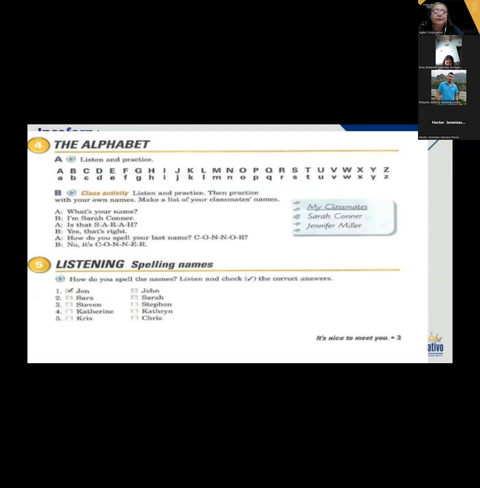 4 THE ALPHABET
A Listen and practice.
A B C D E F G H I J K L M N O P Q R S T U V W X Y Z
a b c d e f g h i j k l m n o p q r s t u v w x y z
B Class activity Listen and practice. Then practice
with your own names. Make a list of your classmates' names.
A: What's your name?
B: I'm Sarah Conner.
A: Is that S-A-R-A-H?
B: Yes, that's right.
A: How do you spell your last name? C-O-N-N-O-R?
B: No, it's C-O-N-N-E-R.
My Classmates
Sarah Conner
Jennifer Miller
5 LISTENING Spelling names
How do you spell the names? Listen and check (✓) the correct answers.
1. ✓ Jon John
2. Sara Sarah
3. Steven Stephen
4. Katherine Kathryn
5. Kris Chris
It's nice to meet you. • 3
ativo
Hector Jeremias...